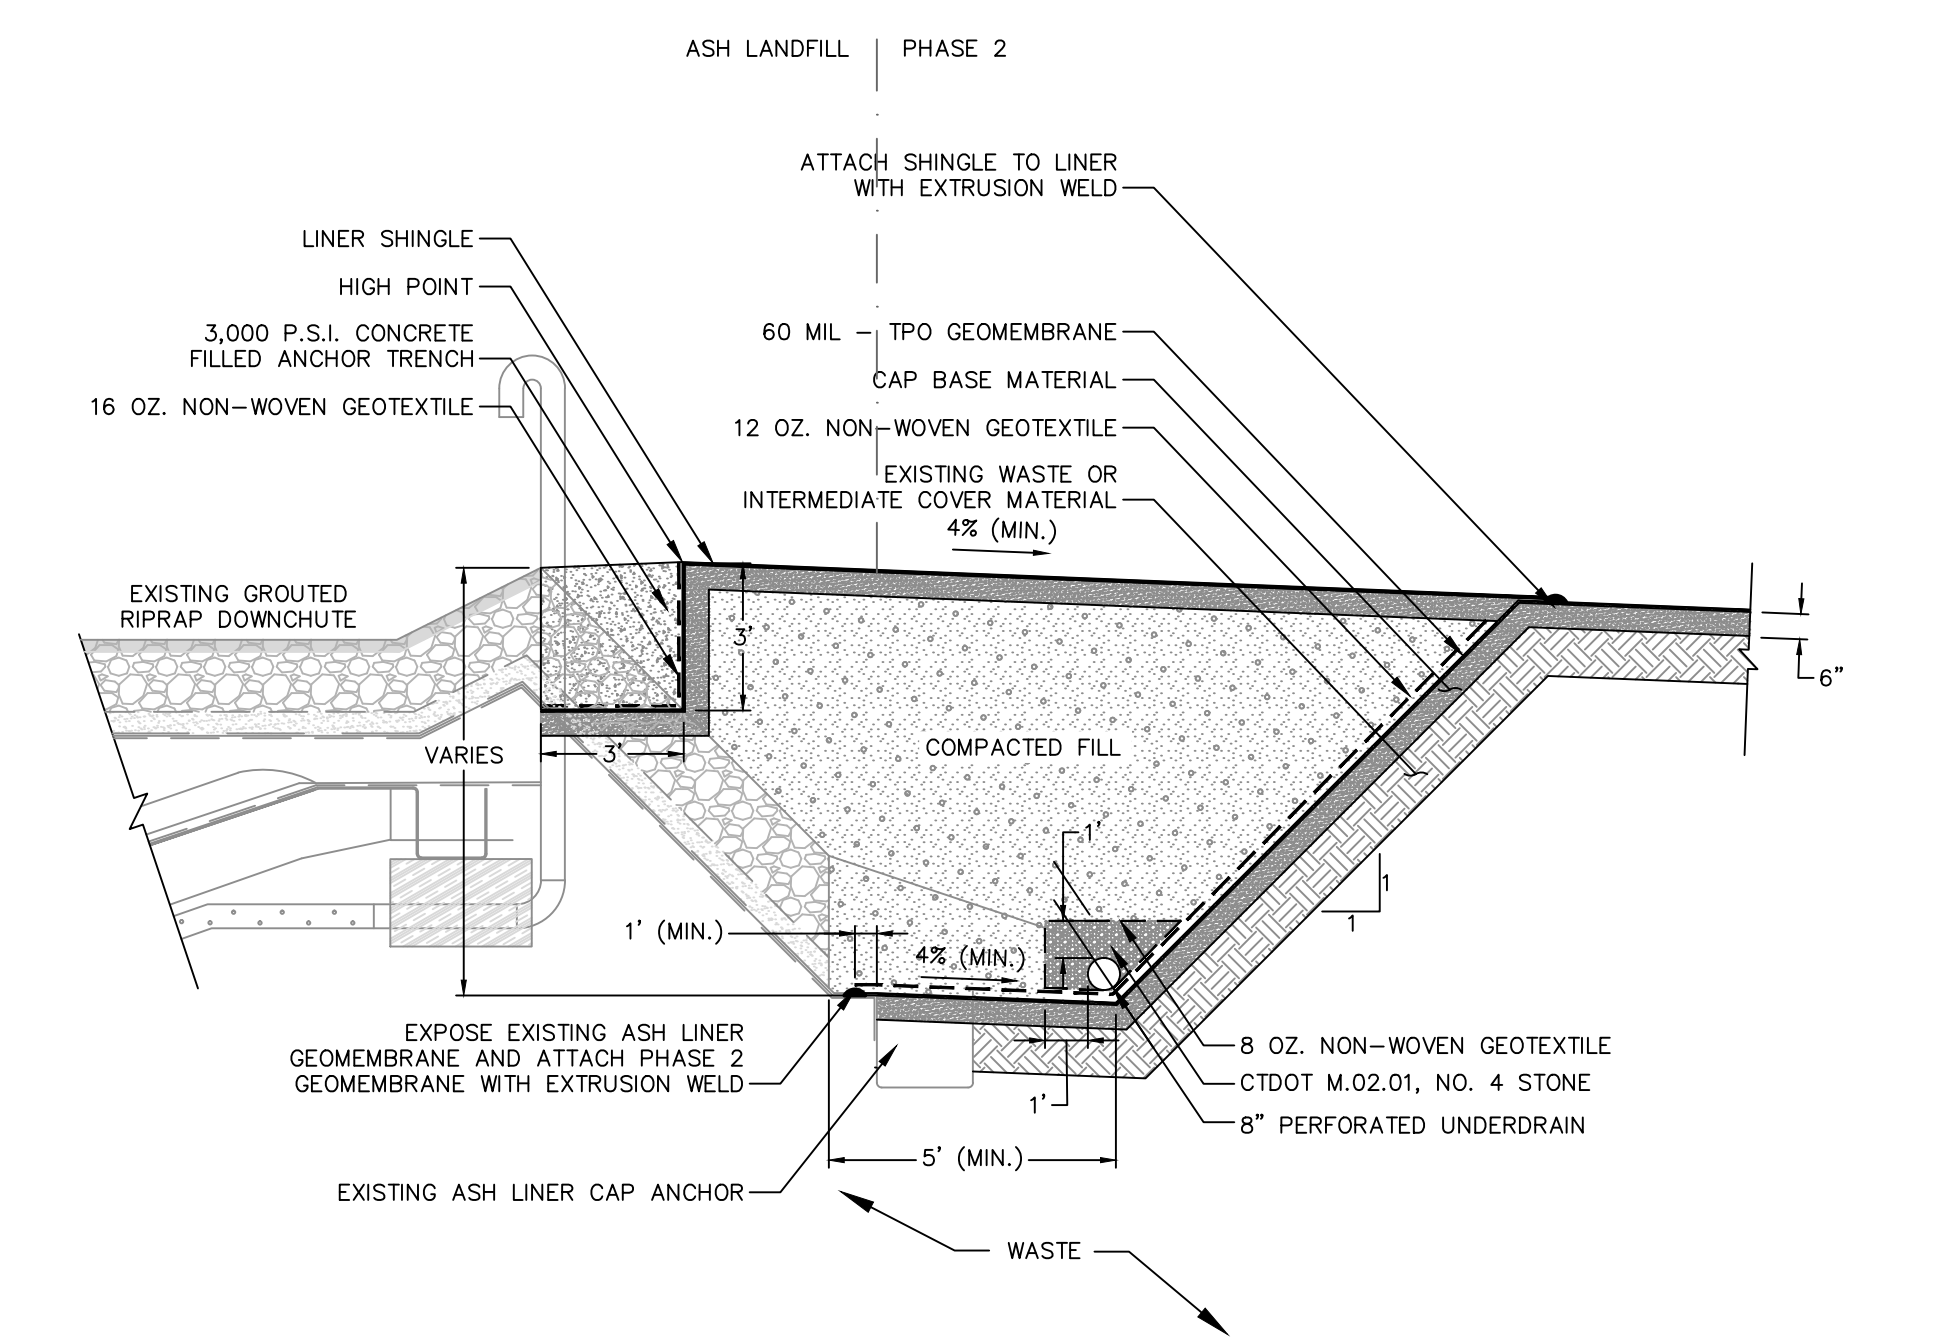 ASH LANDFILL
PHASE 2
ATTACH SHINGLE TO LINER
WITH EXTRUSION WELD
LINER SHINGLE
HIGH POINT
3,000 P.S.I. CONCRETE
FILLED ANCHOR TRENCH
16 OZ. NON-WOVEN GEOTEXTILE
60 MIL - TPO GEOMEMBRANE
CAP BASE MATERIAL
12 OZ. NON-WOVEN GEOTEXTILE
EXISTING WASTE OR
INTERMEDIATE COVER MATERIAL
4% (MIN.)
EXISTING GROUTED
RIPRAP DOWNCHUTE
3'
6"
VARIES
3'
COMPACTED FILL
1'
1
1
1' (MIN.)
4% (MIN.)
EXPOSE EXISTING ASH LINER
GEOMEMBRANE AND ATTACH PHASE 2
GEOMEMBRANE WITH EXTRUSION WELD
8 OZ. NON-WOVEN GEOTEXTILE
CTDOT M.02.01, NO. 4 STONE
8" PERFORATED UNDERDRAIN
1'
5' (MIN.)
EXISTING ASH LINER CAP ANCHOR
WASTE